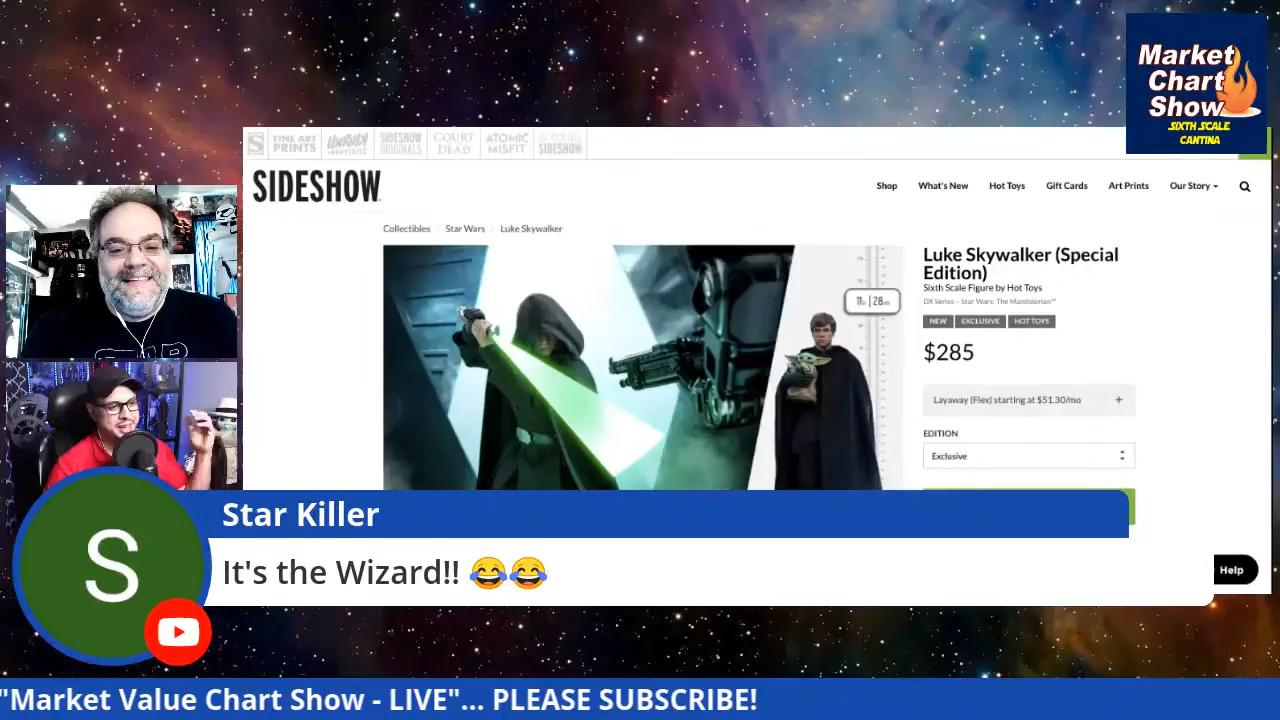 Market
Chart
Show
SIXTH SCALE
CANTINA
FINE ART
PRINTS
UNRULY
INDUSTRIES
SIDESHOW
ORIGINALS
COURT
DEAD
ATOMIC
MISFIT
SIDESHOW
SIDESHOW
Shop What's New Hot Toys Gift Cards Art Prints Our Story
Collectibles / Star Wars / Luke Skywalker
Luke Skywalker (Special
Edition)
Sixth Scale Figure by Hot Toys
DX Series - Star Wars: The Mandalorian™
NEW EXCLUSIVE HOT TOYS
11in | 28cm
$285
Layaway (Flex) starting at $51.30/mo +
EDITION
Exclusive
S
Star Killer
It's the Wizard!! 😂😂
Help
"Market Value Chart Show - LIVE"... PLEASE SUBSCRIBE!